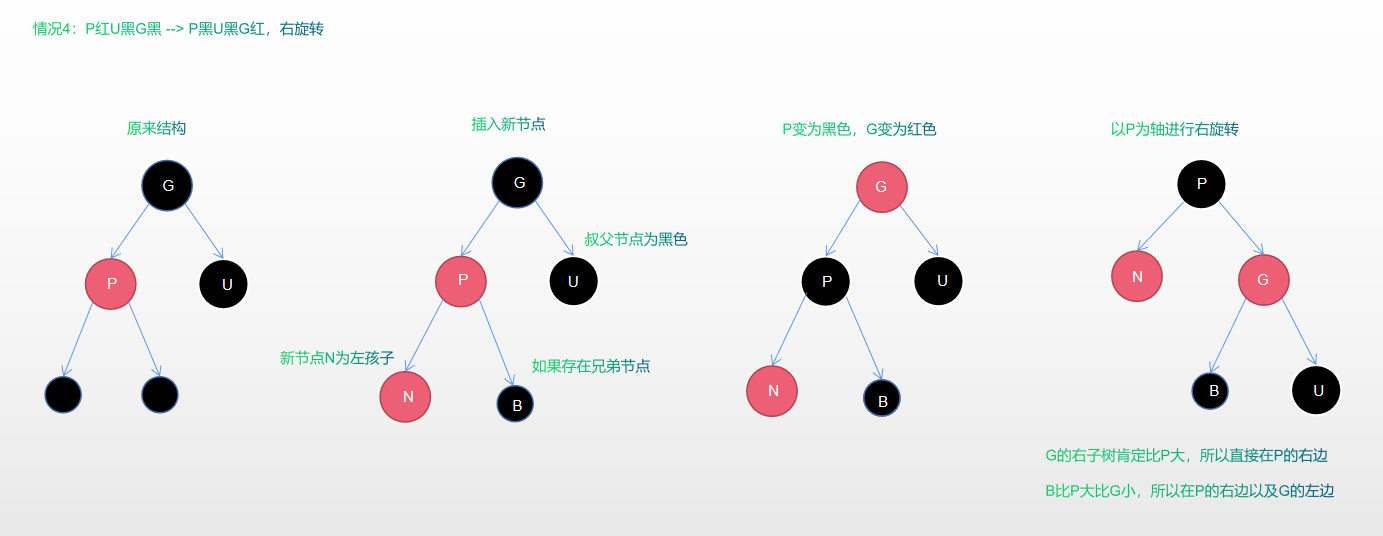 情况4：P红U黑G黑 --> P黑U黑G红，右旋转
原来结构
G
P
U
插入新节点
G
叔父节点为黑色
P
U
新节点N为左孩子
如果存在兄弟节点
N
B
P变为黑色，G变为红色
G
P
U
N
B
以P为轴进行右旋转
P
N
G
B
U
G的右子树肯定比P大，所以直接在P的右边
B比P大比G小，所以在P的右边以及G的左边